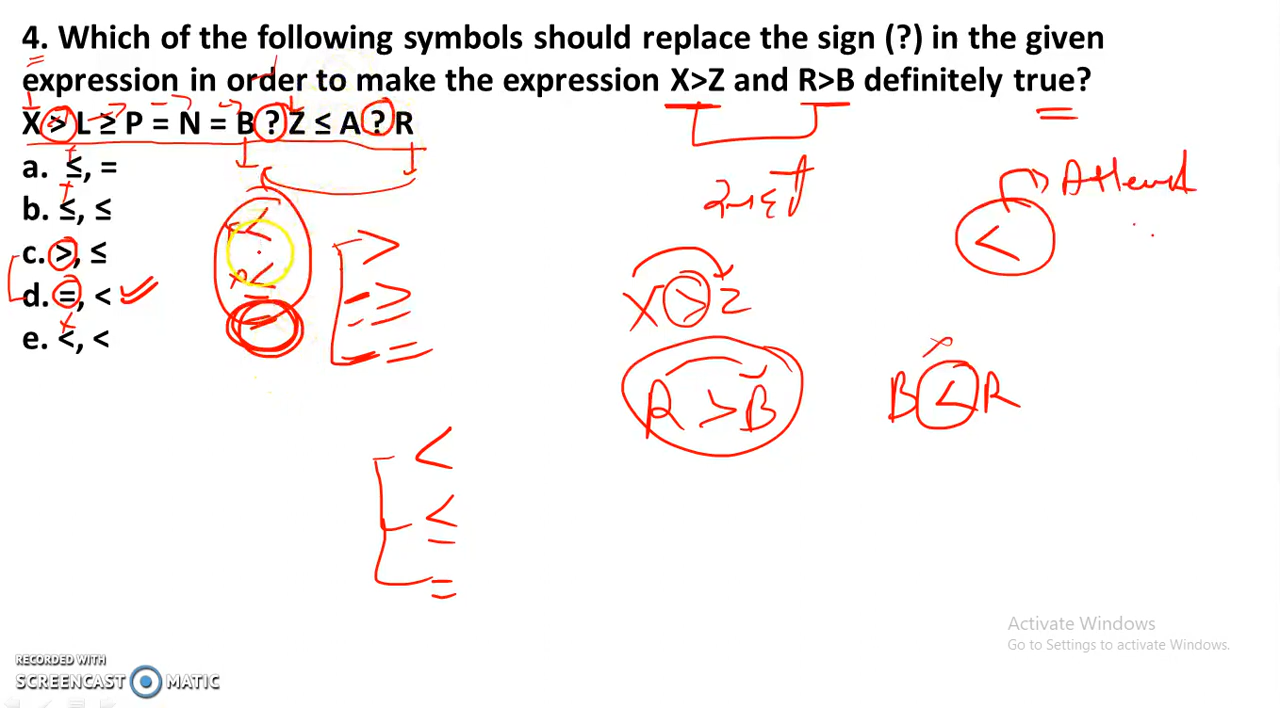 4. Which of the following symbols should replace the sign (?) in the given
expression in order to make the expression X>Z and R>B definitely true?
X > L ≥ P = N = B ? Z ≤ A ? R
a. ≤, =
b. ≤, ≤
c. >, ≤
d. =, <
e. <, <
<
≤
=
>
≥
=
X > Z
R > B
B < R
<
<
≤
=
Activate Windows
Go to Settings to activate Windows.
RECORDED WITH
SCREENCAST MATIC